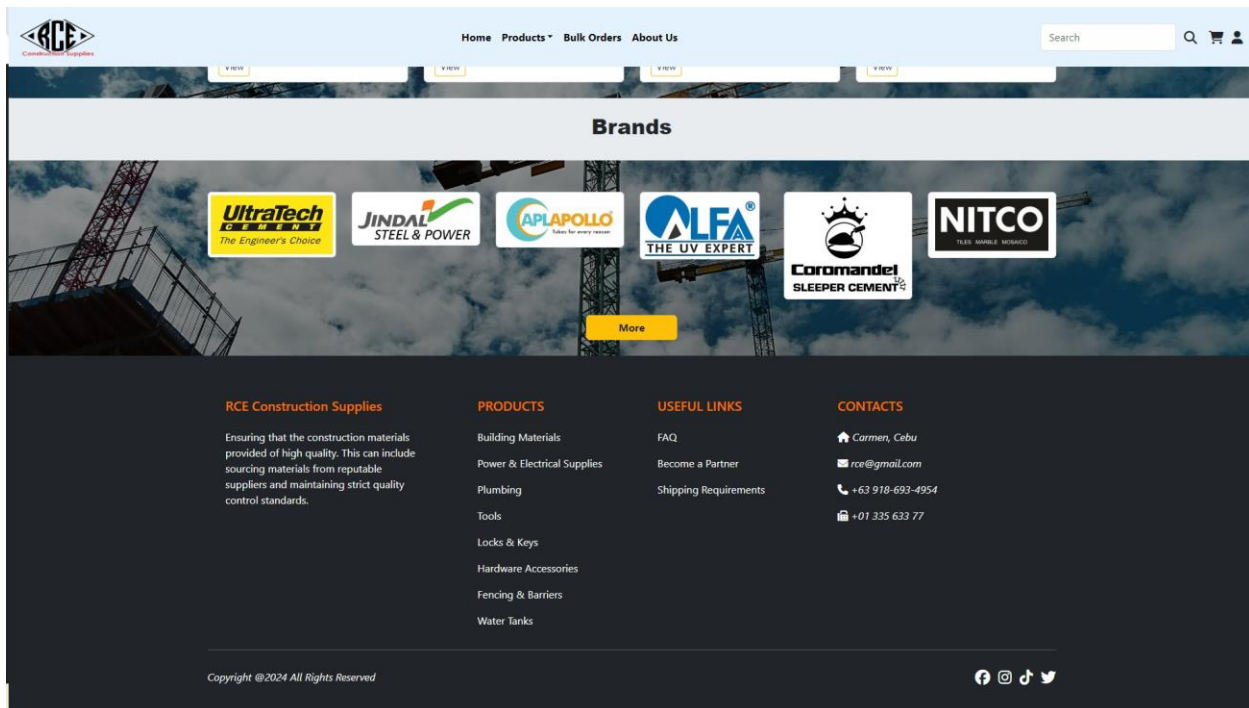 RCE
Construction Supplies
Home Products Bulk Orders About Us
Search
View View View View
Brands
UltraTech
CEMENT
The Engineer's Choice
JINDAL
STEEL & POWER
APLAPOLLO
Tubes for every reason
ALFA®
THE UV EXPERT
Coromandel
SLEEPER CEMENT
NITCO
TILES MARBLE MOSAICO
More
RCE Construction Supplies
Ensuring that the construction materials
provided of high quality. This can include
sourcing materials from reputable
suppliers and maintaining strict quality
control standards.
PRODUCTS
Building Materials
Power & Electrical Supplies
Plumbing
Tools
Locks & Keys
Hardware Accessories
Fencing & Barriers
Water Tanks
USEFUL LINKS
FAQ
Become a Partner
Shipping Requirements
CONTACTS
Carmen, Cebu
rce@gmail.com
+63 918-693-4954
+01 335 633 77
Copyright @2024 All Rights Reserved